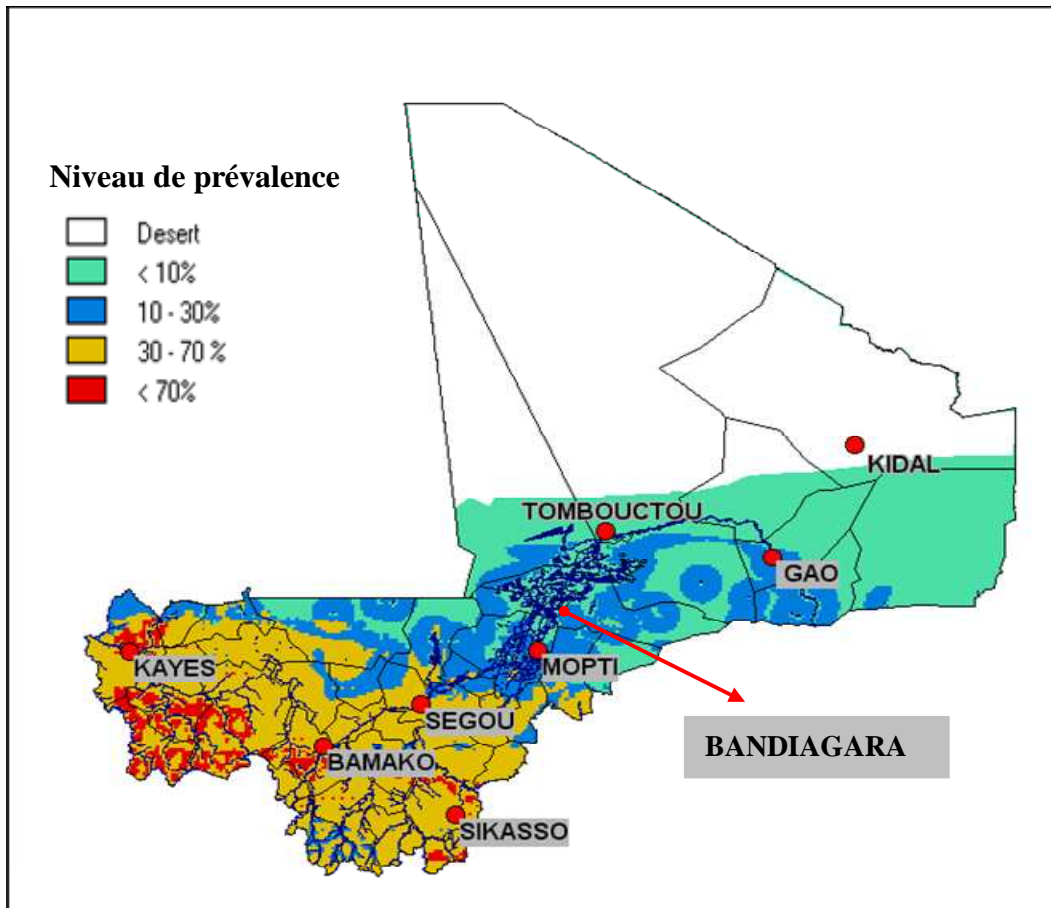 Niveau de prévalence
Desert
< 10%
10 - 30%
30 - 70 %
< 70%
KIDAL
TOMBOUCTOU
GAO
KAYES
MOPTI
SEGOU
BANDIAGARA
BAMAKO
SIKASSO